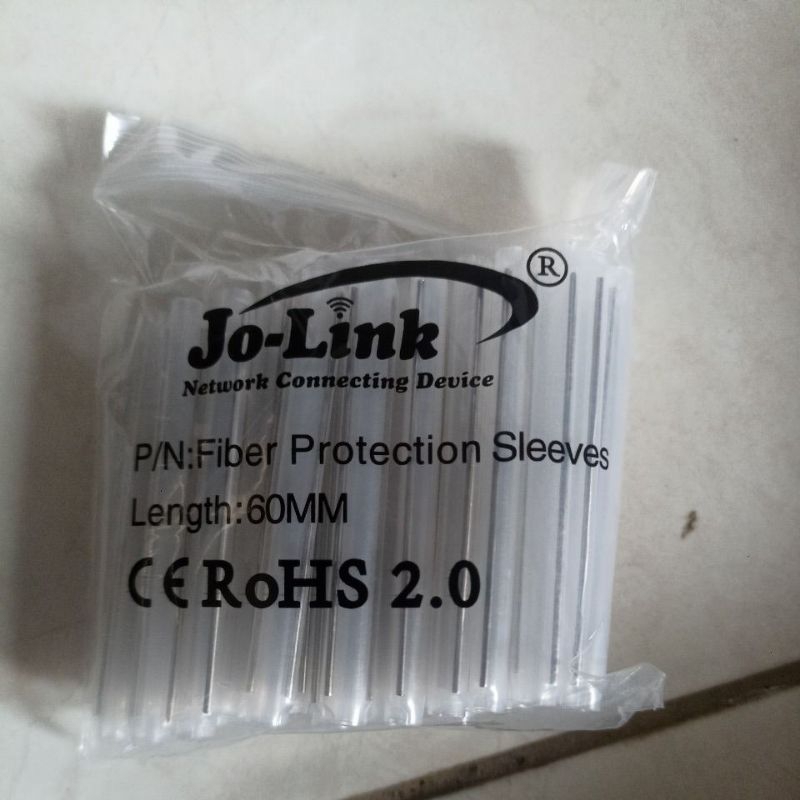 Jo-Link ®
Network Connecting Device
P/N:Fiber Protection Sleeves
Length:60MM
CE RoHS 2.0